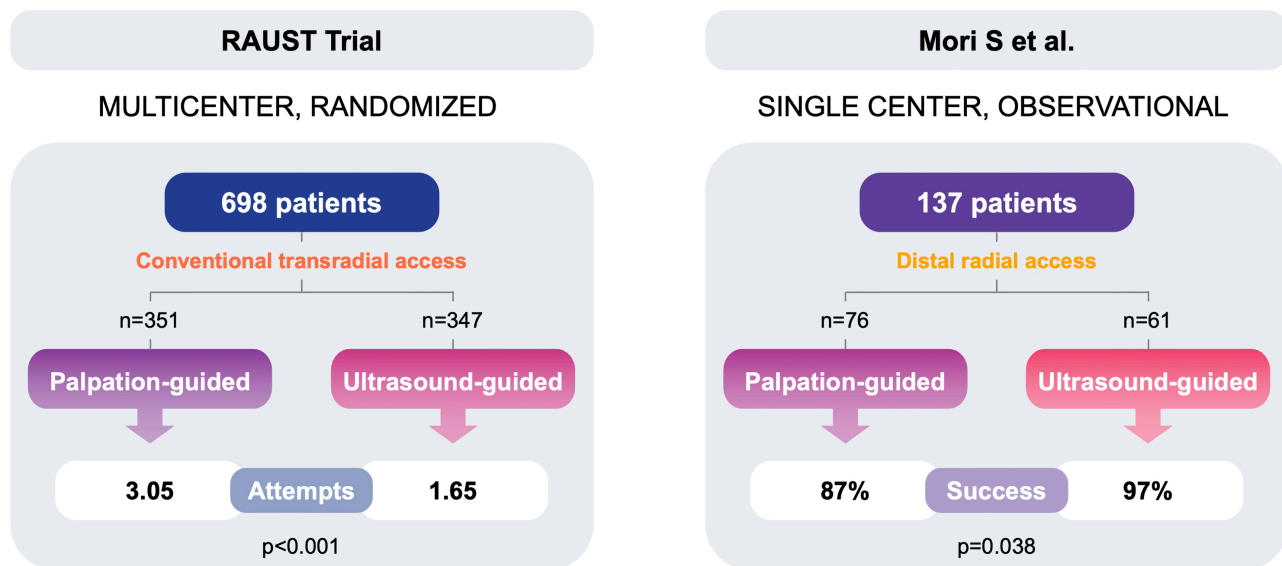 RAUST Trial
MULTICENTER, RANDOMIZED
698 patients
Conventional transradial access
n=351
n=347
Palpation-guided
Ultrasound-guided
3.05
Attempts
1.65
p<0.001
Mori S et al.
SINGLE CENTER, OBSERVATIONAL
137 patients
Distal radial access
n=76
n=61
Palpation-guided
Ultrasound-guided
87%
Success
97%
p=0.038